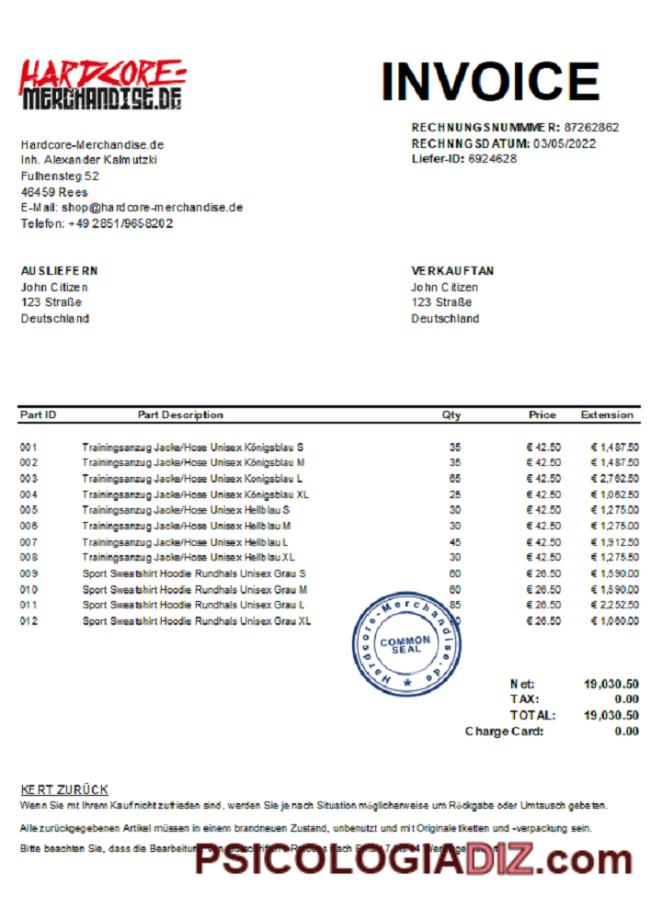 HARDCORE-
MERCHANDISE.DE
INVOICE
RECHNUNGSNUMMMER: 87262862
RECHNNGSDATUM: 03/05/2022
Liefer-ID: 6924628
Hardcore-Merchandise.de
Inh. Alexander Kalmutzki
Fulhensteg 52
46459 Rees
E-Mail: shop@hardcore-merchandise.de
Telefon: +49 2851/9658202
AUSLIEFERN VERKAUFTAN
John Citizen John Citizen
123 Straße 123 Straße
Deutschland Deutschland
Part ID Part Description Qty Price Extension
001 Trainingsanzug Jacke/Hose Unisex Königsblau S 35 € 42.50 € 1,487.50
002 Trainingsanzug Jacke/Hose Unisex Königsblau M 35 € 42.50 € 1,487.50
003 Trainingsanzug Jacke/Hose Unisex Königsblau L 65 € 42.50 € 2,762.50
004 Trainingsanzug Jacke/Hose Unisex Königsblau XL 25 € 42.50 € 1,062.50
005 Trainingsanzug Jacke/Hose Unisex Hellblau S 30 € 42.50 € 1,275.00
006 Trainingsanzug Jacke/Hose Unisex Hellblau M 30 € 42.50 € 1,275.00
007 Trainingsanzug Jacke/Hose Unisex Hellblau L 45 € 42.50 € 1,912.50
008 Trainingsanzug Jacke/Hose Unisex Hellblau XL 30 € 42.50 € 1,275.50
009 Sport Sweatshirt Hoodie Rundhals Unisex Grau S 60 € 26.50 € 1,590.00
010 Sport Sweatshirt Hoodie Rundhals Unisex Grau M 60 € 26.50 € 1,590.00
011 Sport Sweatshirt Hoodie Rundhals Unisex Grau L 85 € 26.50 € 2,252.50
012 Sport Sweatshirt Hoodie Rundhals Unisex Grau XL € 26.50 € 1,060.00
Hardcore-Merchandise.de
COMMON
SEAL
Net: 19,030.50
TAX: 0.00
TOTAL: 19,030.50
Charge Card: 0.00
KERT ZURÜCK
Wenn Sie mt Ihrem Kauf nicht zufrieden sind, werden Sie je nach Situation möglicherweise um Rückgabe oder Umtausch gebeten.
Alle zurückgegebenen Artikel müssen in einem brandneuen Zustand, unbenutzt und mit Originaletiketten und -verpackung sein.
Bitte beachten Sie, dass die Bearbeitung
PSICOLOGIADIZ.com